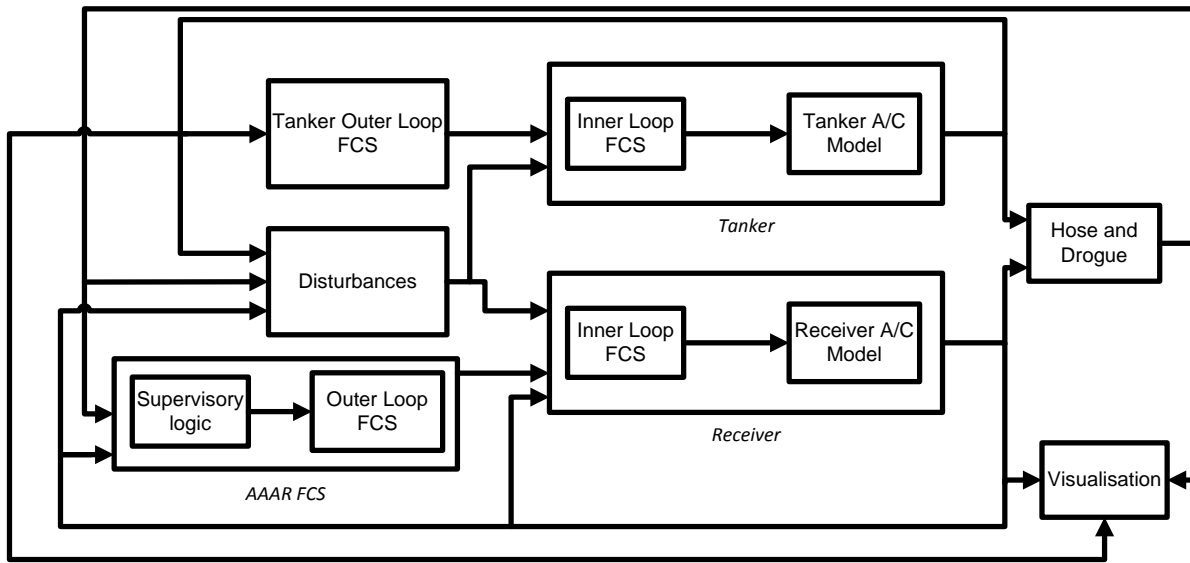 Tanker Outer Loop
FCS
Inner Loop
FCS
Tanker A/C
Model
Tanker
Hose and
Drogue
Disturbances
Inner Loop
FCS
Receiver A/C
Model
Receiver
Supervisory
logic
Outer Loop
FCS
AAAR FCS
Visualisation